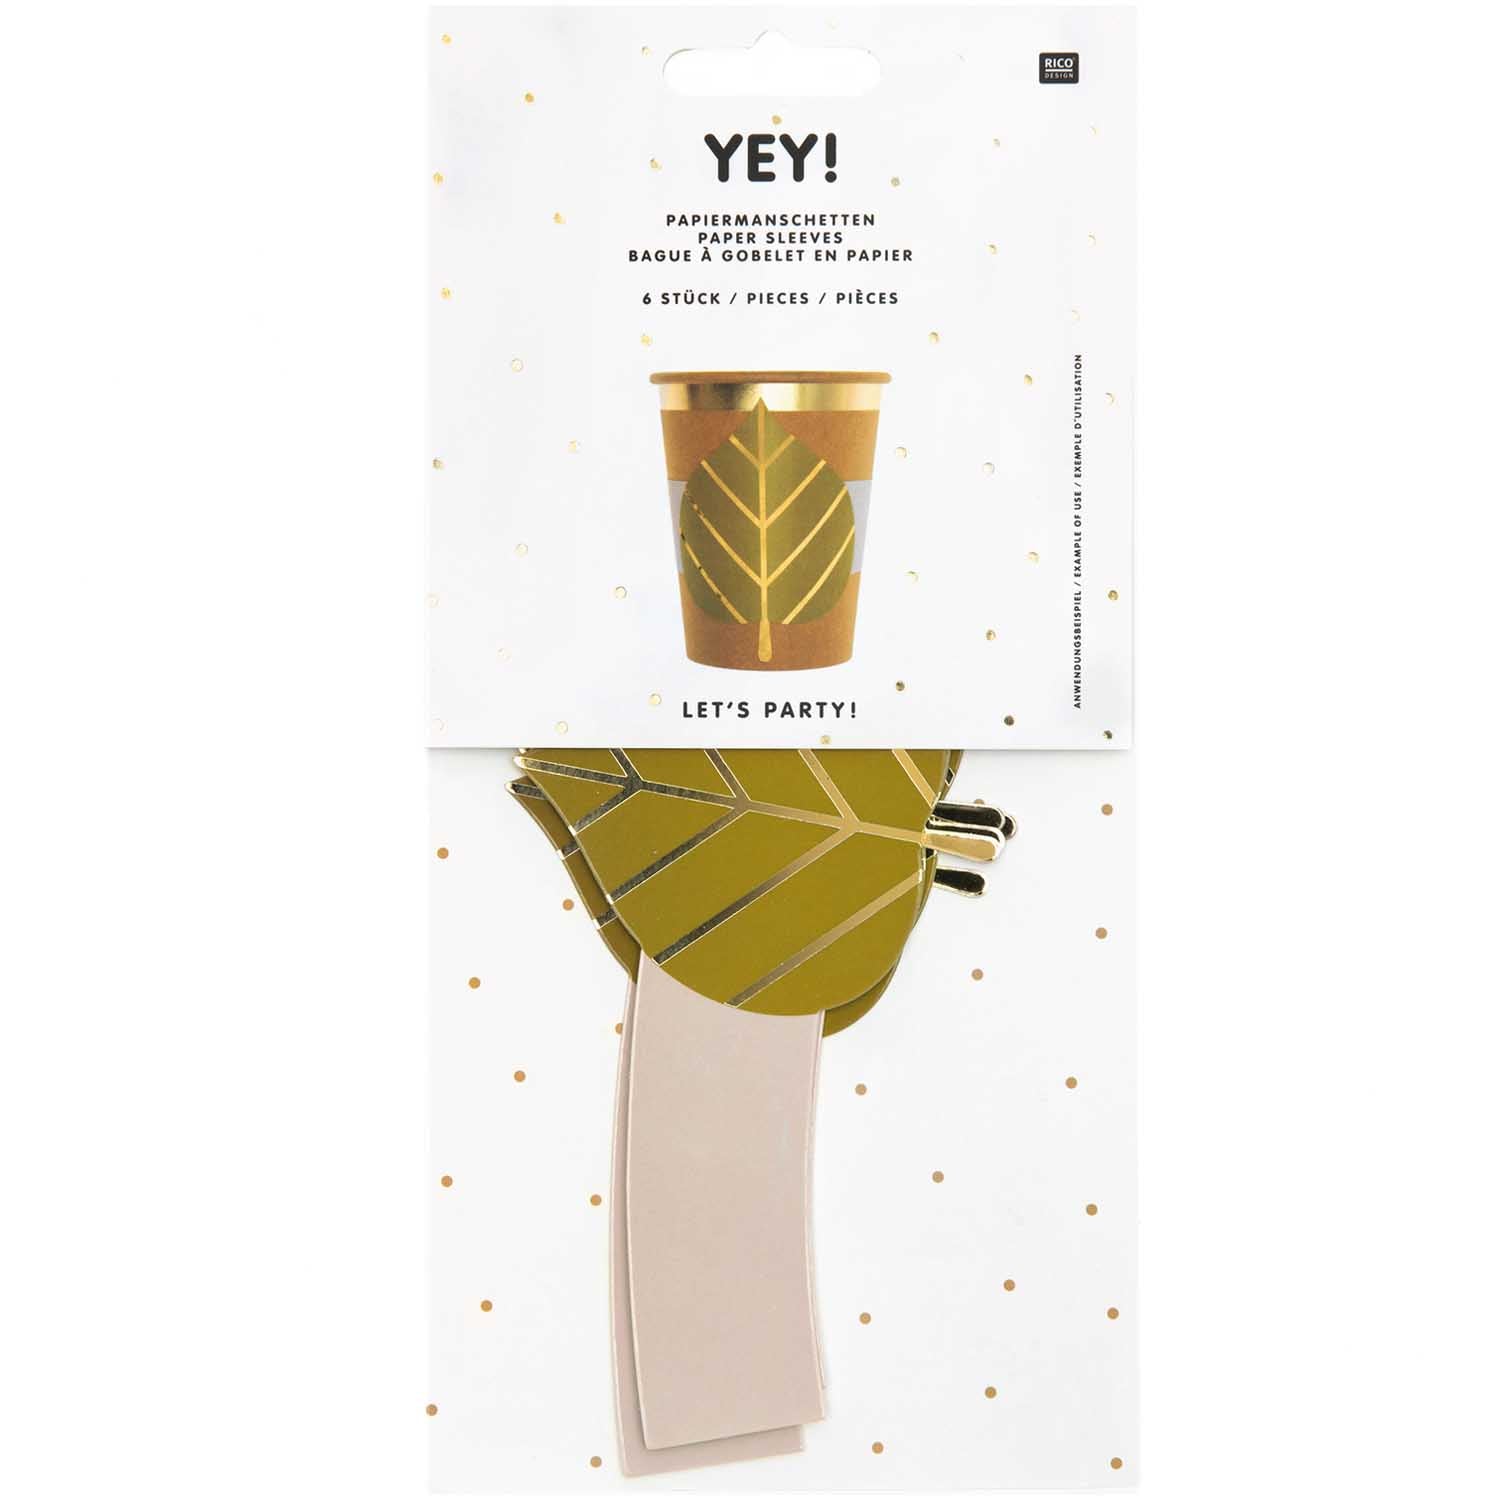 RICO
DESIGN
YEY!
PAPIERMANSCHETTEN
PAPER SLEEVES
BAGUE À GOBELET EN PAPIER
6 STÜCK / PIECES / PIÈCES
ANWENDUNGSBEISPIEL / EXAMPLE OF USE / EXEMPLE D'UTILISATION
LET'S PARTY!